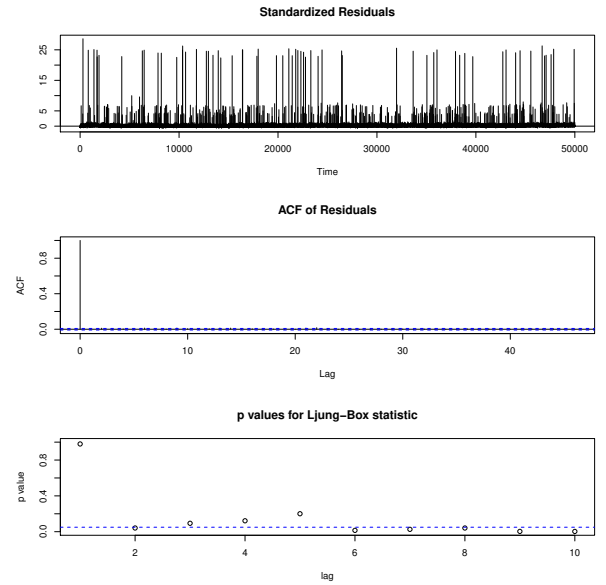 Standardized Residuals
25
15
5
0
0 10000 20000 30000 40000 50000
Time
ACF of Residuals
ACF
0.8
0.4
0.0
0 10 20 30 40
Lag
p values for Ljung−Box statistic
p value
0.8
0.4
0.0
2 4 6 8 10
lag